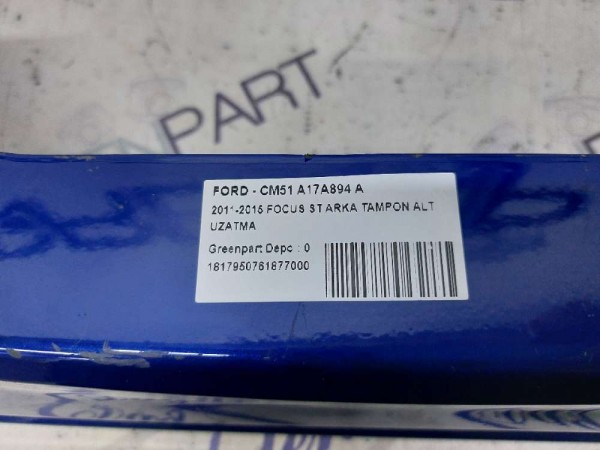 PART
FORD - CM51 A17A894 A
2011-2015 FOCUS ST ARKA TAMPON ALT
UZATMA
Greenpart Depo : 0
1817950761877000